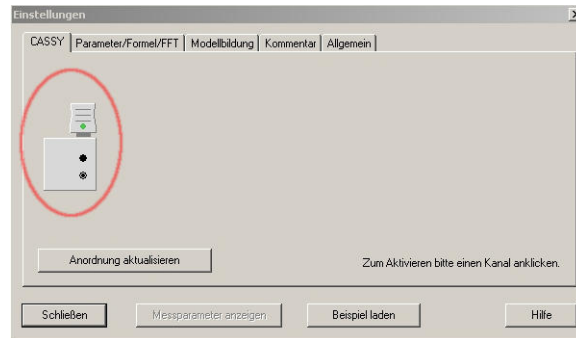 Einstellungen
CASSY Parameter/Formel/FFT Modellbildung Kommentar Allgemein
Anordnung aktualisieren
Zum Aktivieren bitte einen Kanal anklicken.
Schließen Messparameter anzeigen Beispiel laden Hilfe